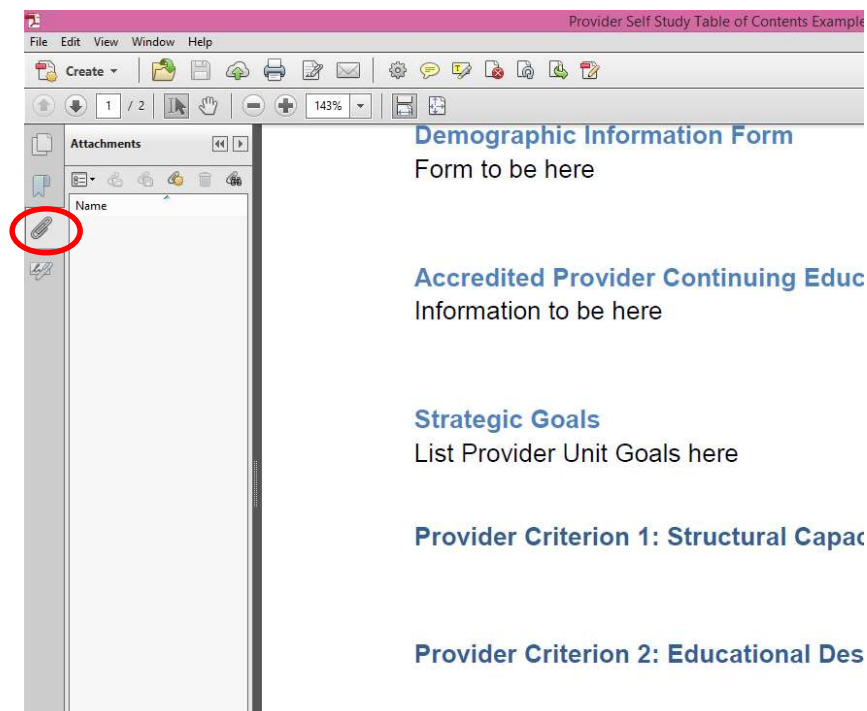 Provider Self Study Table of Contents Example
File Edit View Window Help
Create
1 / 2 143%
Attachments
Name
Demographic Information Form
Form to be here
Accredited Provider Continuing Educ
Information to be here
Strategic Goals
List Provider Unit Goals here
Provider Criterion 1: Structural Capac
Provider Criterion 2: Educational Des